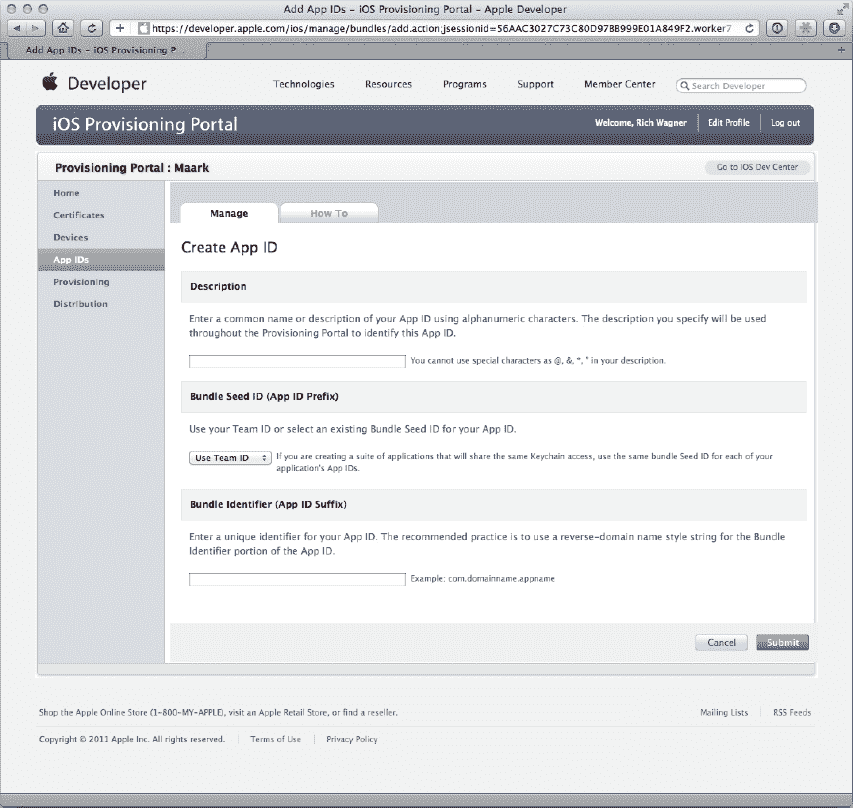 Add App IDs - iOS Provisioning Portal - Apple Developer
https://developer.apple.com/ios/manage/bundles/add.action;jsessionid=56AAC3027C73C80D97BB999E01A849F2.worker7
Add App IDs - iOS Provisioning P...
Developer
Technologies
Resources
Programs
Support
Member Center
Search Developer
iOS Provisioning Portal
Welcome, Rich Wagner
Edit Profile
Log out
Provisioning Portal : Maark
Go to iOS Dev Center
Home
Certificates
Devices
App IDs
Provisioning
Distribution
Manage
How To
Create App ID
Description
Enter a common name or description of your App ID using alphanumeric characters. The description you specify will be used
throughout the Provisioning Portal to identify this App ID.
You cannot use special characters as @, &, *, " in your description.
Bundle Seed ID (App ID Prefix)
Use your Team ID or select an existing Bundle Seed ID for your App ID.
Use Team ID
If you are creating a suite of applications that will share the same Keychain access, use the same bundle Seed ID for each of your
application's App IDs.
Bundle Identifier (App ID Suffix)
Enter a unique identifier for your App ID. The recommended practice is to use a reverse-domain name style string for the Bundle
Identifier portion of the App ID.
Example: com.domainname.appname
Cancel
Submit
Shop the Apple Online Store (1-800-MY-APPLE), visit an Apple Retail Store, or find a reseller.
Mailing Lists
RSS Feeds
Copyright © 2011 Apple Inc. All rights reserved.
Terms of Use
Privacy Policy